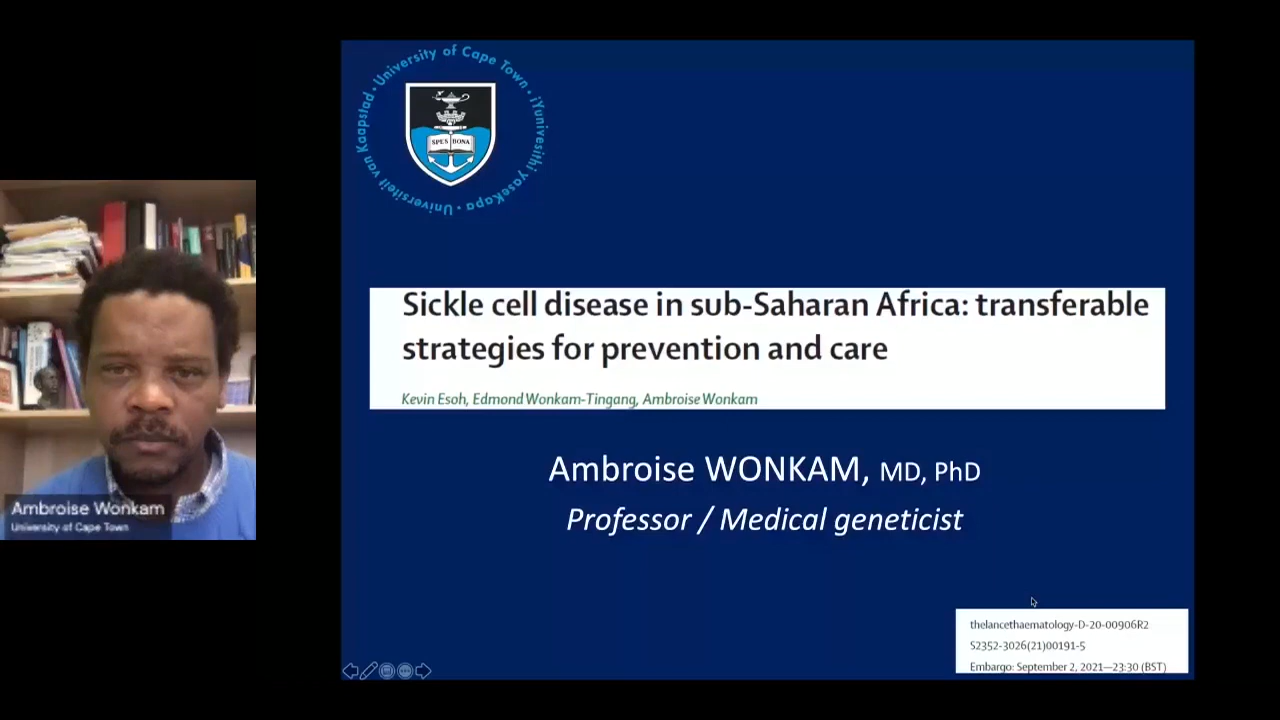 University of Cape Town • iYunivesithi yaseKapa • Universiteit van Kaapstad •
SPES BONA
Sickle cell disease in sub-Saharan Africa: transferable
strategies for prevention and care
Kevin Esoh, Edmond Wonkam-Tingang, Ambroise Wonkam
Ambroise WONKAM, MD, PhD
Professor / Medical geneticist
Ambroise Wonkam
University of Cape Town
thelancethaematology-D-20-00906R2
S2352-3026(21)00191-5
Embargo: September 2, 2021—23:30 (BST)